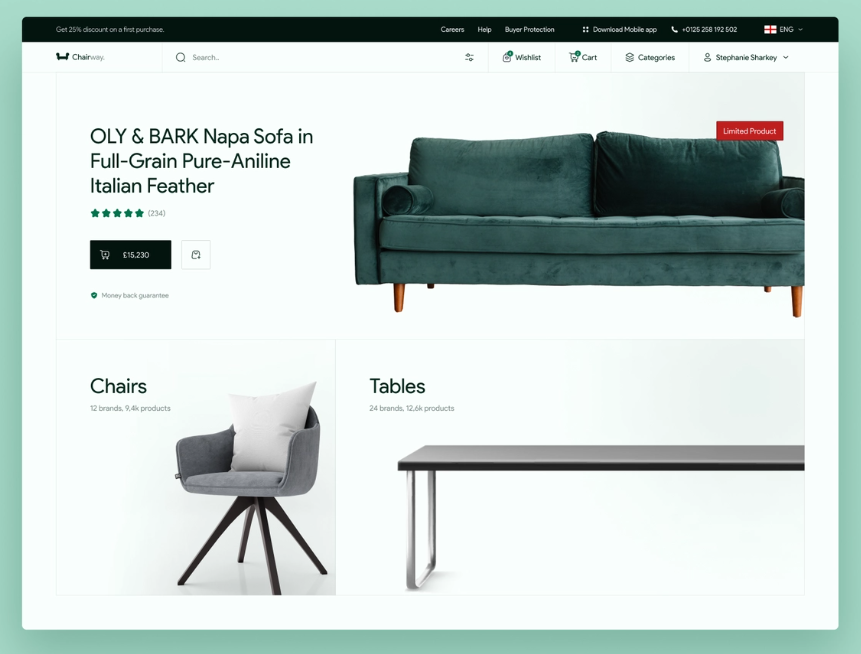 Get 25% discount on a first purchase.
Careers
Help
Buyer Protection
Download Mobile app
+0125 258 192 502
ENG
Chairway.
Search...
Wishlist
Cart
Categories
Stephanie Sharkey
OLY & BARK Napa Sofa in
Full-Grain Pure-Aniline
Italian Feather
Limited Product
(234)
£15,230
Money back guarantee
Chairs
12 brands, 9,4k products
Tables
24 brands, 12,6k products